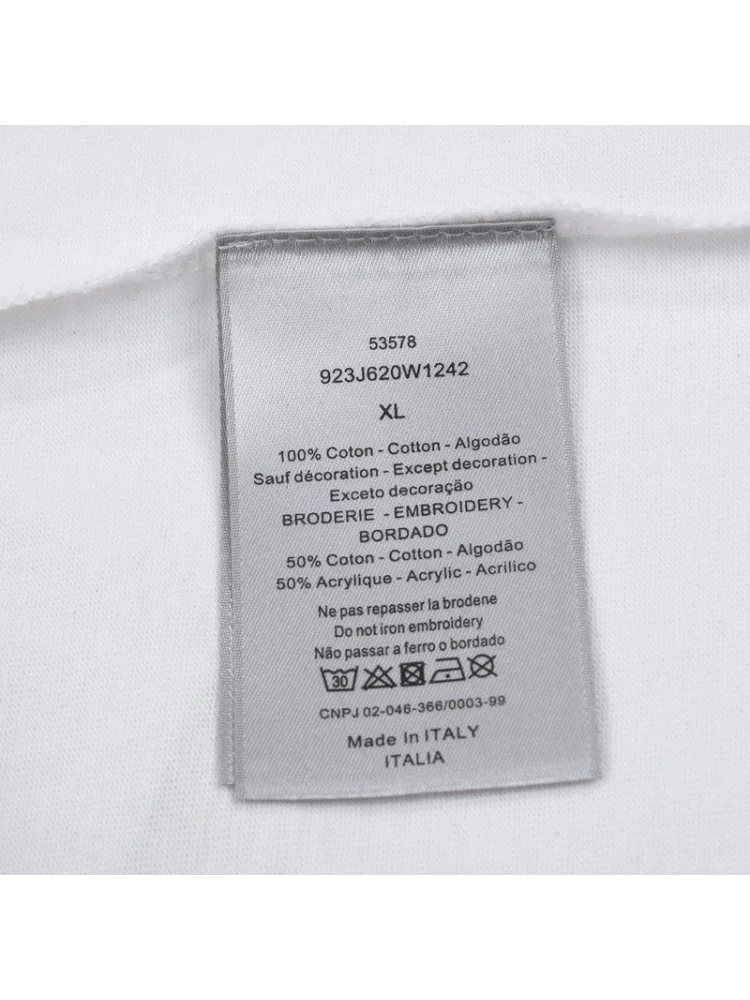 53578
923J620W1242
XL
100% Coton - Cotton - Algodão
Sauf décoration - Except decoration -
Exceto decoração
BRODERIE - EMBROIDERY -
BORDADO
50% Coton - Cotton - Algodão
50% Acrylique - Acrylic - Acrilico
Ne pas repasser la brodene
Do not iron embroidery
Não passar a ferro o bordado
30
CNPJ 02-046-366/0003-99
Made In ITALY
ITALIA